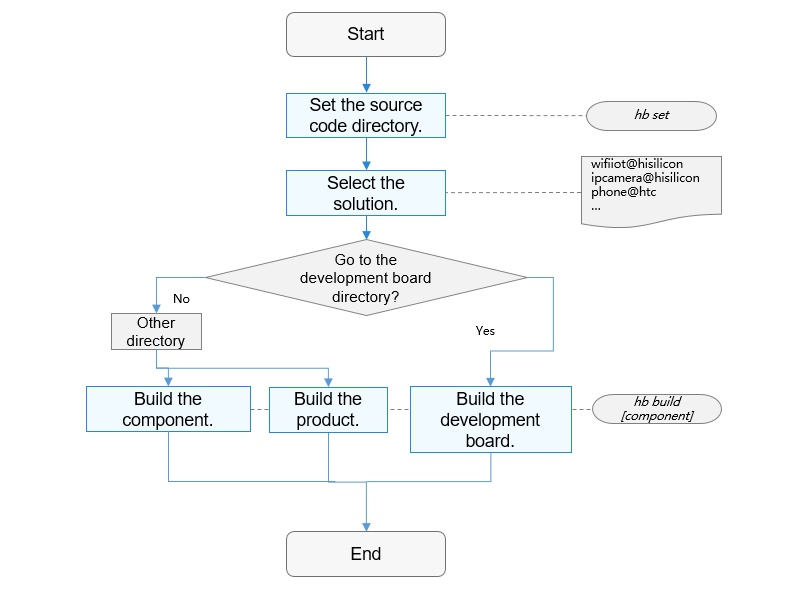 Start
Set the source
code directory.
hb set
Select the
solution.
wifiiot@hisilicon
ipcamera@hisilicon
phone@htc
...
Go to the
development board
directory?
No
Yes
Other
directory
Build the
component.
Build the
product.
Build the
development
board.
hb build
[component]
End